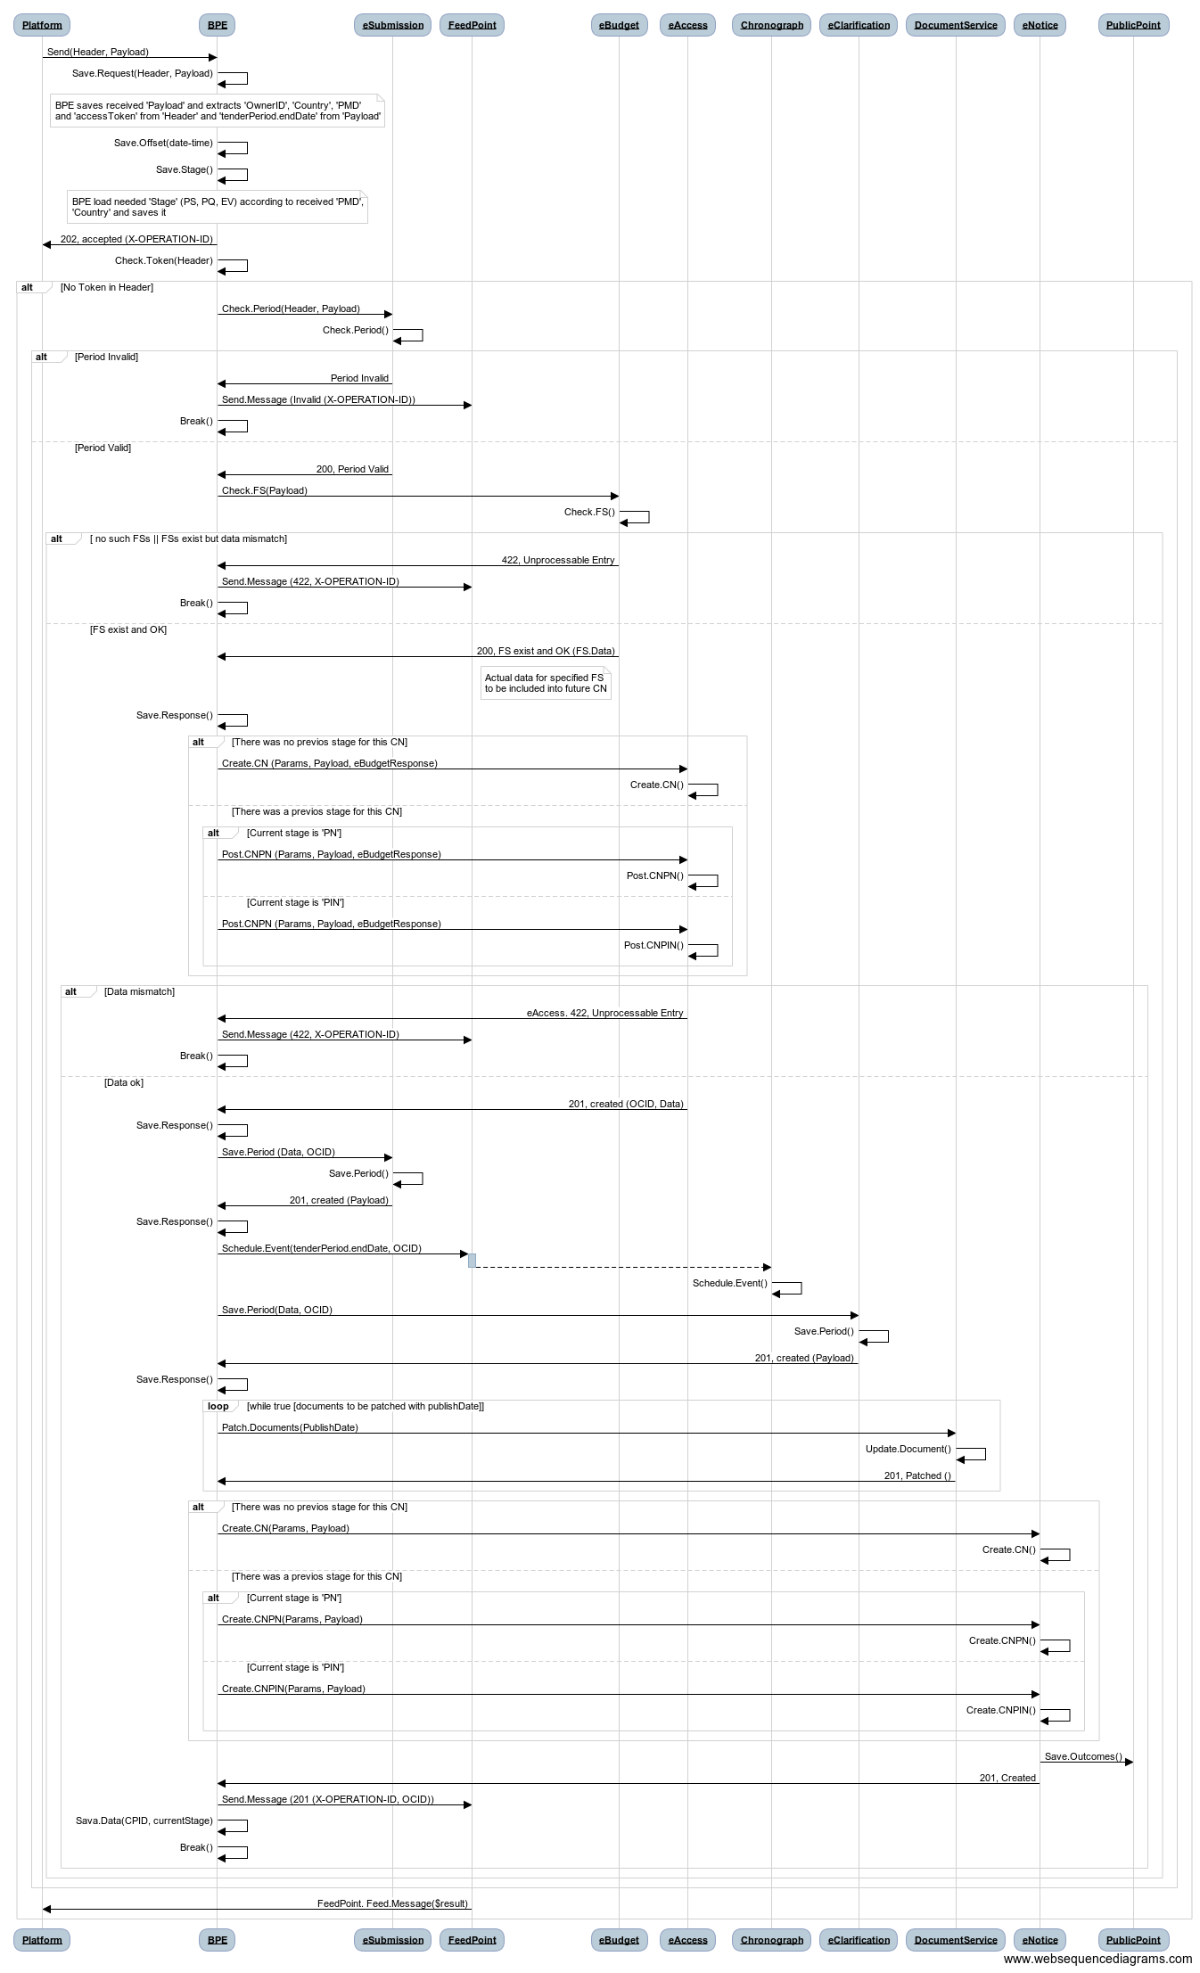 Platform BPE eSubmission FeedPoint eBudget eAccess Chronograph eClarification DocumentService eNotice PublicPoint
Send(Header, Payload)
Save.Request(Header, Payload)
BPE saves received 'Payload' and extracts 'OwnerID', 'Country', 'PMD'
and 'accessToken' from 'Header' and 'tenderPeriod.endDate' from 'Payload'
Save.Offset(date-time)
Save.Stage()
BPE load needed 'Stage' (PS, PQ, EV) according to received 'PMD',
'Country' and saves it
202, accepted (X-OPERATION-ID)
Check.Token(Header)
alt [No Token in Header]
Check.Period(Header, Payload)
Check.Period()
alt [Period Invalid]
Period Invalid
Send.Message (Invalid (X-OPERATION-ID))
Break()
[Period Valid]
200, Period Valid
Check.FS(Payload)
Check.FS()
alt [ no such FSs || FSs exist but data mismatch]
422, Unprocessable Entry
Send.Message (422, X-OPERATION-ID)
Break()
[FS exist and OK]
200, FS exist and OK (FS.Data)
Actual data for specified FS
to be included into future CN
Save.Response()
alt [There was no previos stage for this CN]
Create.CN (Params, Payload, eBudgetResponse)
Create.CN()
[There was a previos stage for this CN]
alt [Current stage is 'PN']
Post.CNPN (Params, Payload, eBudgetResponse)
Post.CNPN()
[Current stage is 'PIN']
Post.CNPN (Params, Payload, eBudgetResponse)
Post.CNPIN()
alt [Data mismatch]
eAccess. 422, Unprocessable Entry
Send.Message (422, X-OPERATION-ID)
Break()
[Data ok]
201, created (OCID, Data)
Save.Response()
Save.Period (Data, OCID)
Save.Period()
201, created (Payload)
Save.Response()
Schedule.Event(tenderPeriod.endDate, OCID)
Schedule.Event()
Save.Period(Data, OCID)
Save.Period()
201, created (Payload)
Save.Response()
loop [while true [documents to be patched with publishDate]]
Patch.Documents(PublishDate)
Update.Document()
201, Patched ()
alt [There was no previos stage for this CN]
Create.CN(Params, Payload)
Create.CN()
[There was a previos stage for this CN]
alt [Current stage is 'PN']
Create.CNPN(Params, Payload)
Create.CNPN()
[Current stage is 'PIN']
Create.CNPIN(Params, Payload)
Create.CNPIN()
Save.Outcomes()
201, Created
Send.Message (201 (X-OPERATION-ID, OCID))
Sava.Data(CPID, currentStage)
Break()
FeedPoint. Feed.Message($result)
Platform BPE eSubmission FeedPoint eBudget eAccess Chronograph eClarification DocumentService eNotice PublicPoint
www.websequencediagrams.com